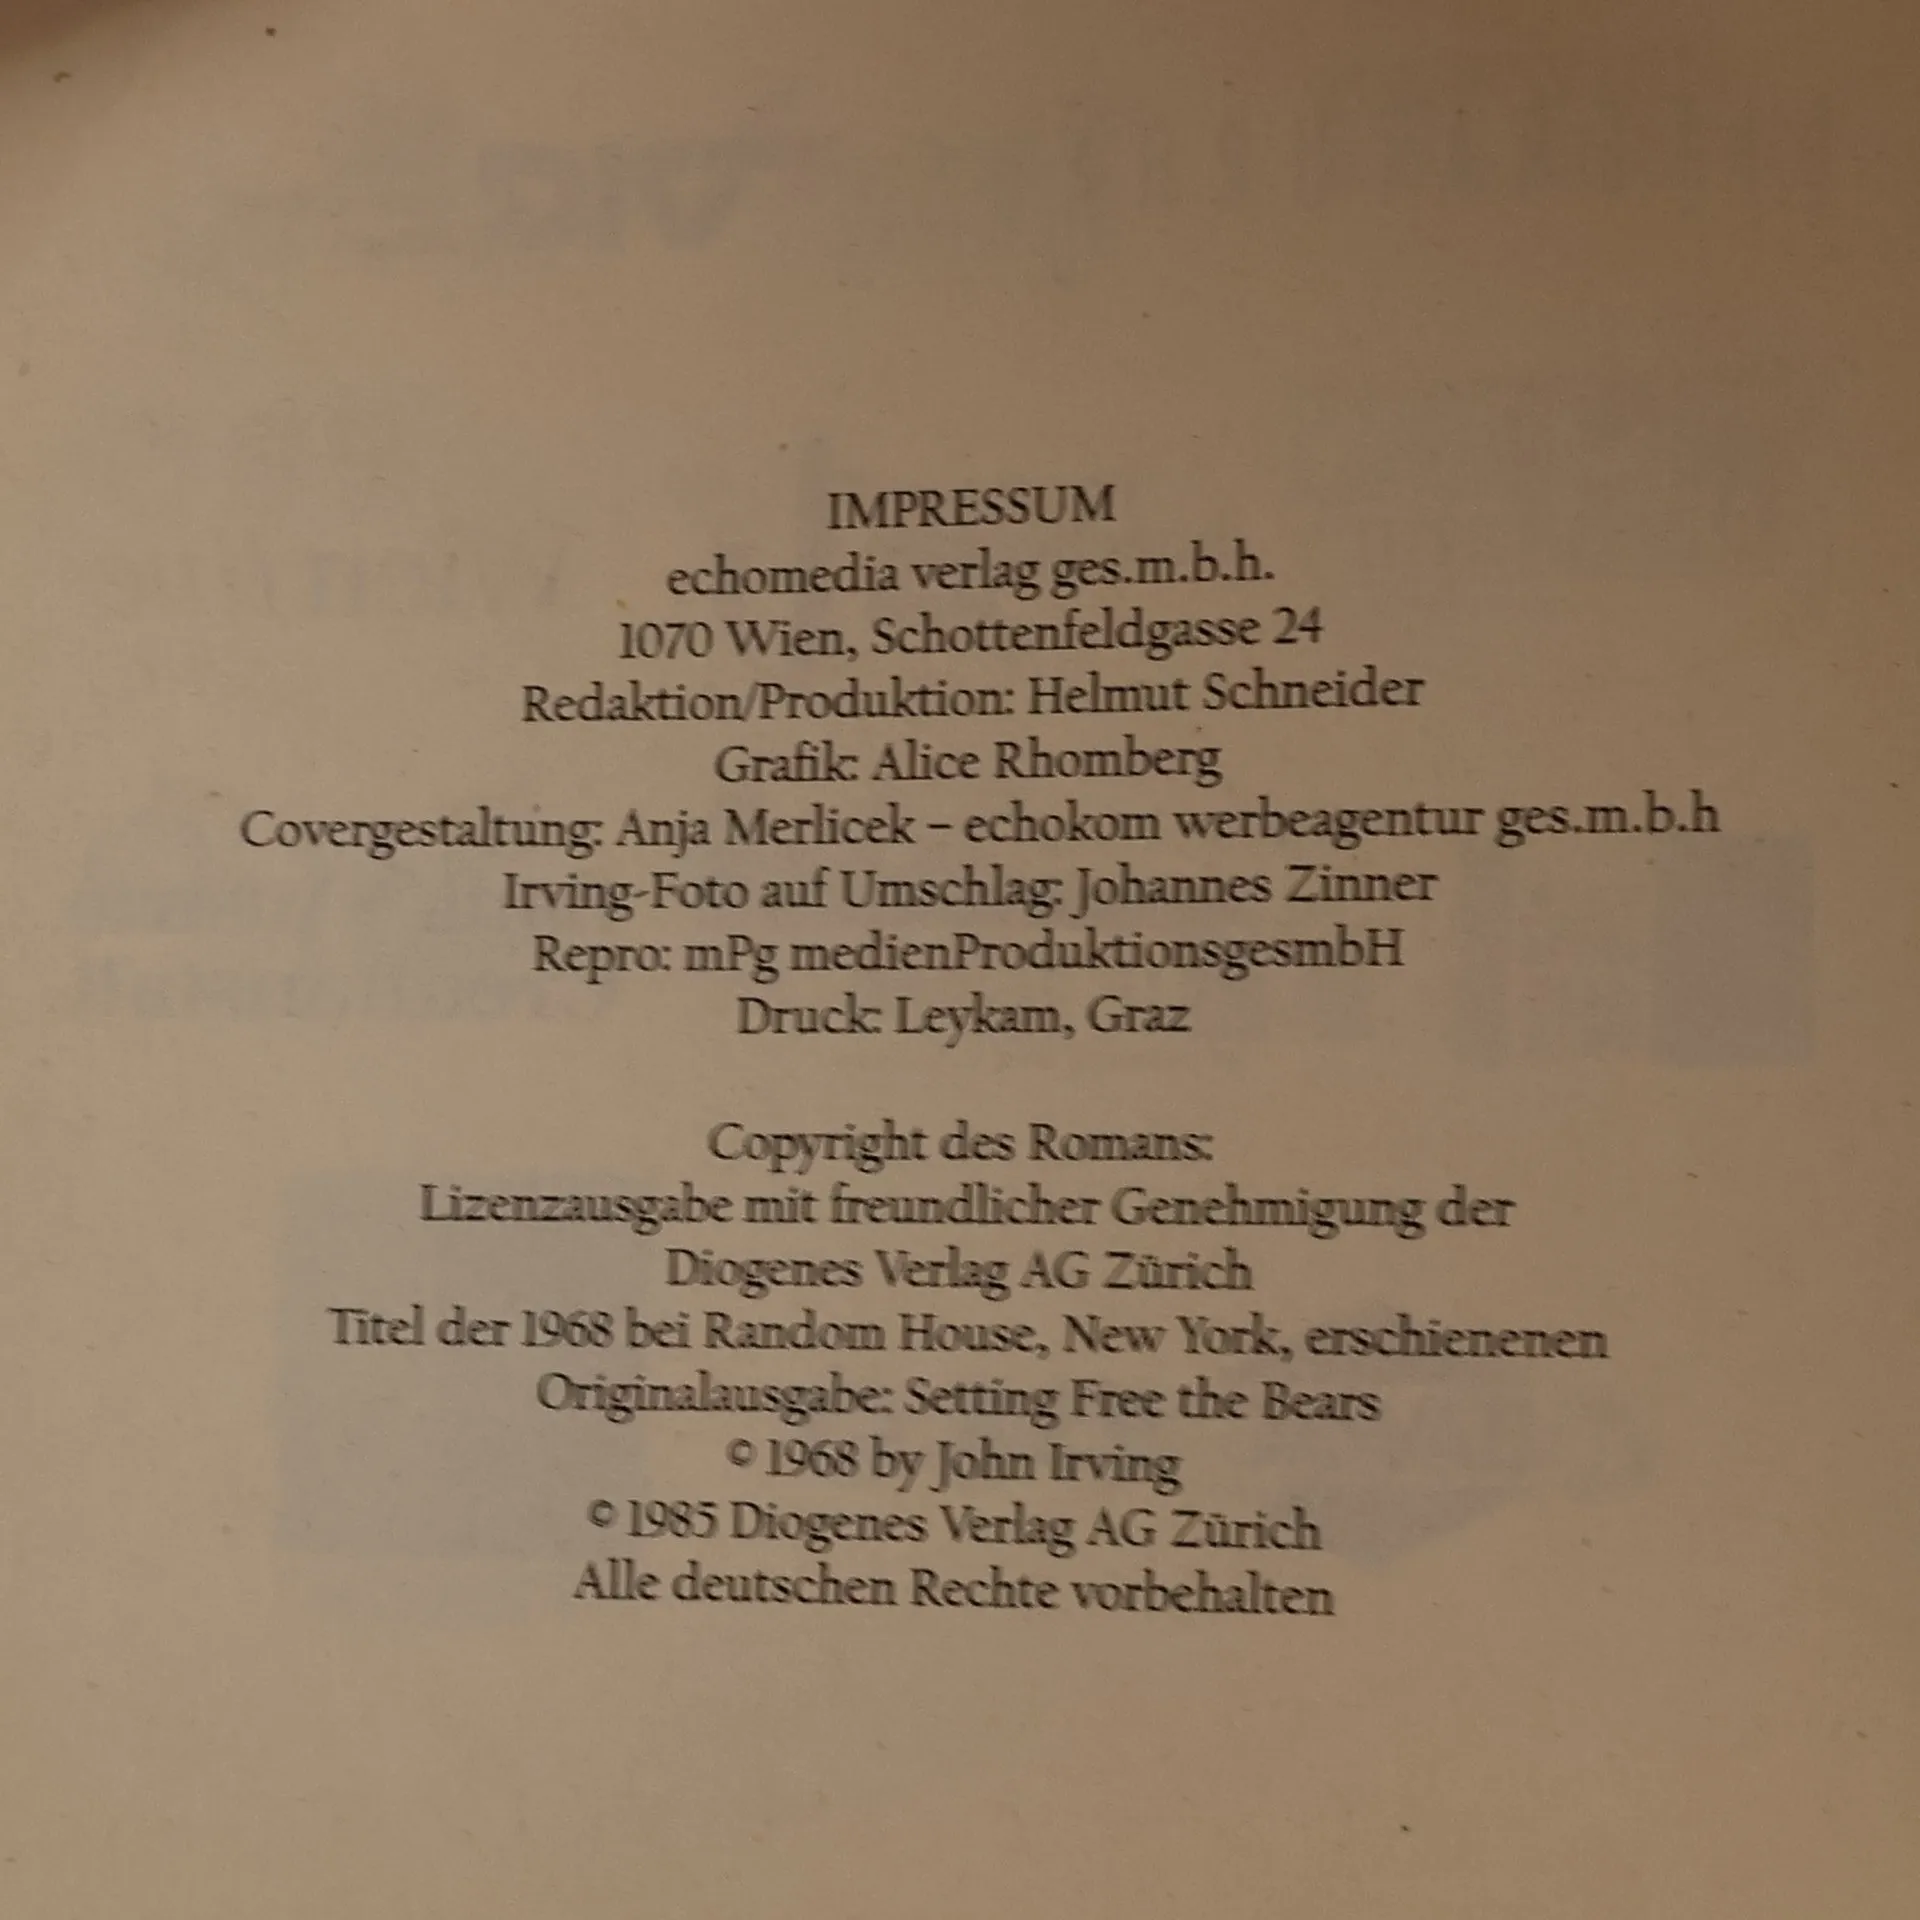 IMPRESSUM
echomedia verlag ges.m.b.h.
1070 Wien, Schottenfeldgasse 24
Redaktion/Produktion: Helmut Schneider
Grafik: Alice Rhomberg
Covergestaltung: Anja Merlicek – echokom werbeagentur ges.m.b.h
Irving-Foto auf Umschlag: Johannes Zinner
Repro: mPg medienProduktionsgesmbH
Druck: Leykam, Graz
Copyright des Romans:
Lizenzausgabe mit freundlicher Genehmigung der
Diogenes Verlag AG Zürich
Titel der 1968 bei Random House, New York, erschienenen
Originalausgabe: Setting Free the Bears
© 1968 by John Irving
© 1985 Diogenes Verlag AG Zürich
Alle deutschen Rechte vorbehalten